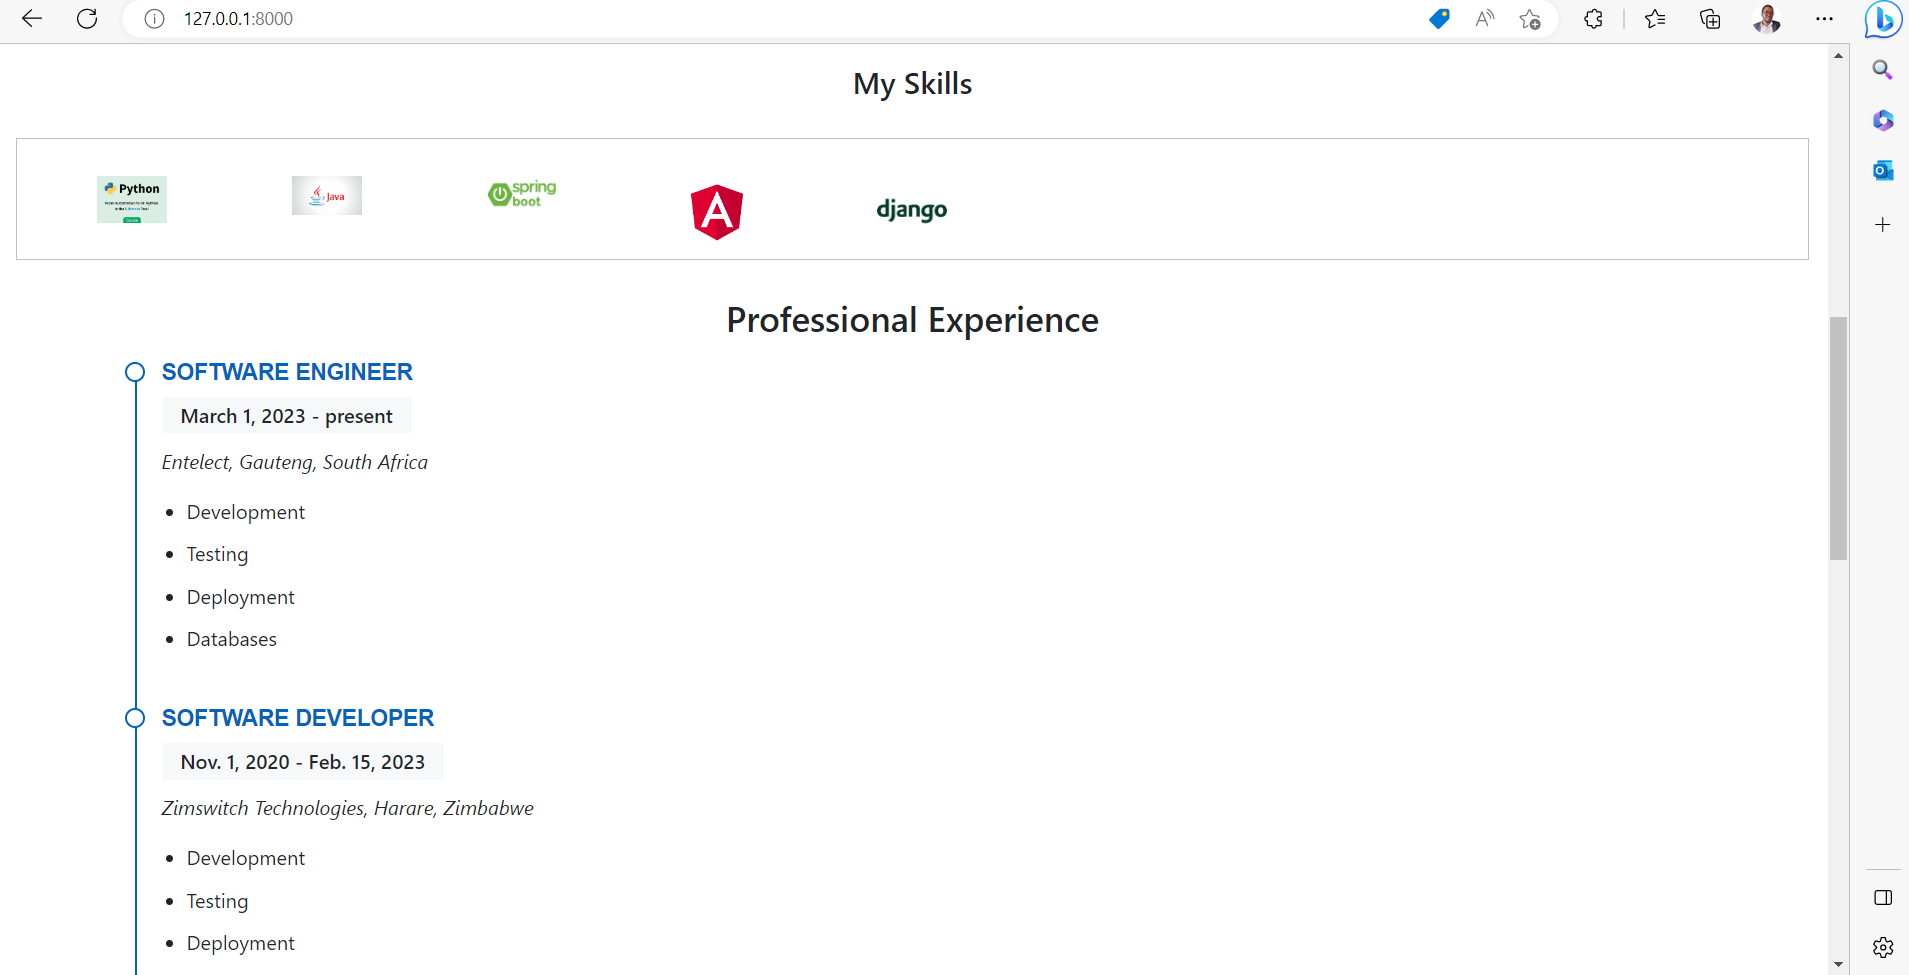 127.0.0.1:8000
My Skills
Python
Java
spring
boot
django
Professional Experience
SOFTWARE ENGINEER
March 1, 2023 - present
Entelect, Gauteng, South Africa
Development
Testing
Deployment
Databases
SOFTWARE DEVELOPER
Nov. 1, 2020 - Feb. 15, 2023
Zimswitch Technologies, Harare, Zimbabwe
Development
Testing
Deployment